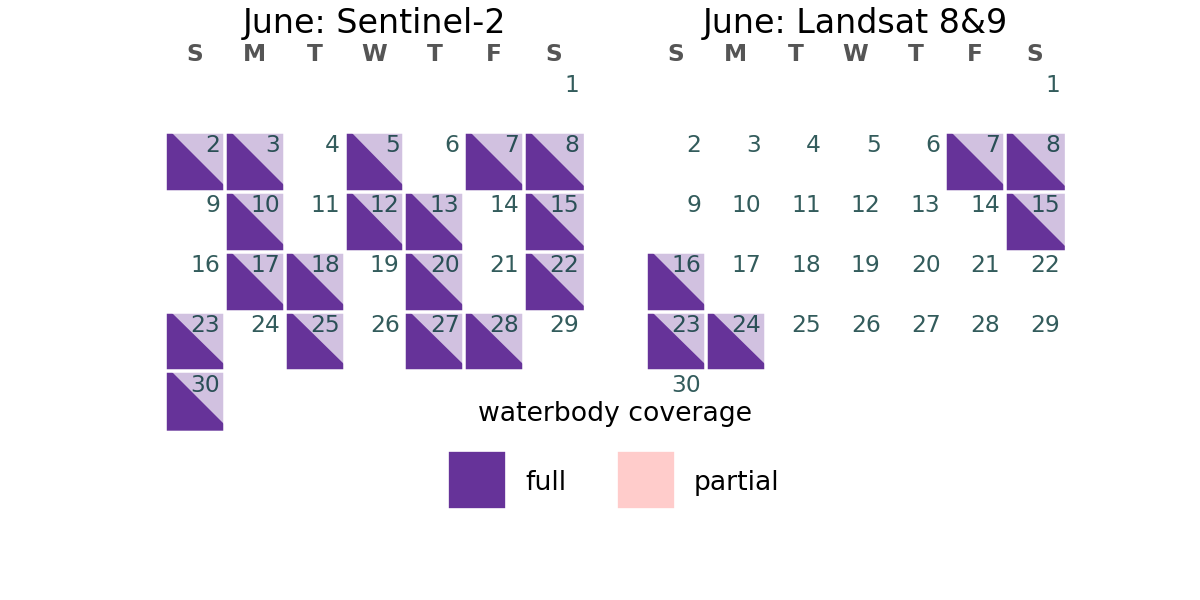 June: Sentinel-2
S M T W T F S
1
2 3 4 5 6 7 8
9 10 11 12 13 14 15
16 17 18 19 20 21 22
23 24 25 26 27 28 29
30
June: Landsat 8&9
S M T W T F S
1
2 3 4 5 6 7 8
9 10 11 12 13 14 15
16 17 18 19 20 21 22
23 24 25 26 27 28 29
30
waterbody coverage
full partial